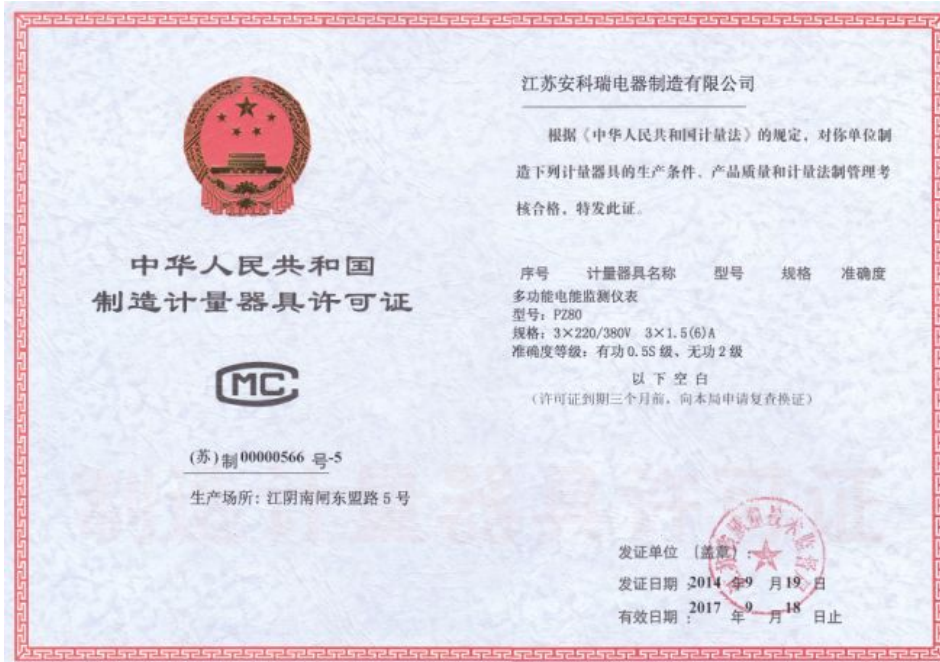 中华人民共和国
制造计量器具许可证
MC
(苏)制00000566 号-5
生产场所：江阴南闸东盟路5号
江苏安科瑞电器制造有限公司
根据《中华人民共和国计量法》的规定，对你单位制
造下列计量器具的生产条件、产品质量和计量法制管理考
核合格，特发此证。
序号 计量器具名称 型号 规格 准确度
多功能电能监测仪表
型号：PZ80
规格：3×220/380V 3×1.5(6)A
准确度等级：有功0.5S级、无功2级
以下空白
（许可证到期三个月前，向本局申请复查换证）
发证单位 （盖章）：
发证日期：2014 年9 月19 日
有效日期：2017 年 9 月 18 日止